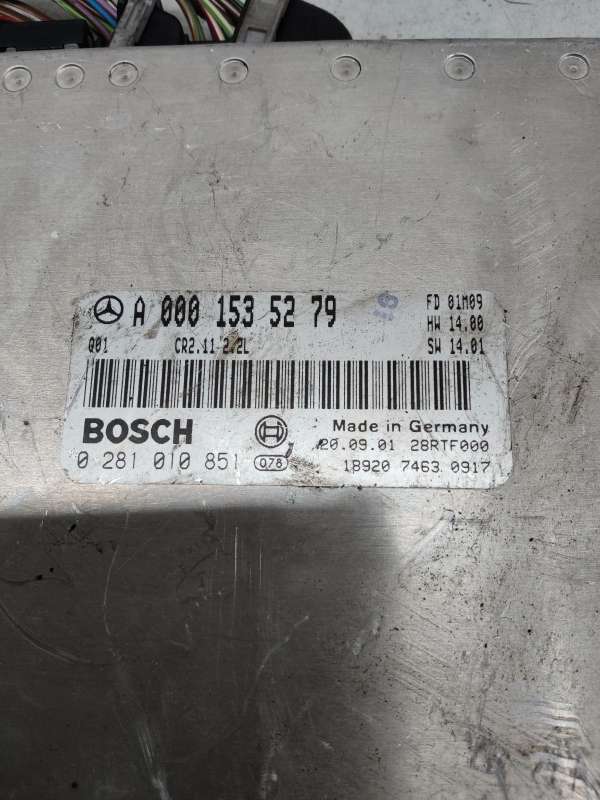 A 000 153 52 79
FD 01M09
HW 14.00
Q01 CR2.11 2.2L SW 14.01
BOSCH Made in Germany
20.09.01 28RTF000
0 281 010 851 Q78 18920 7463 0917